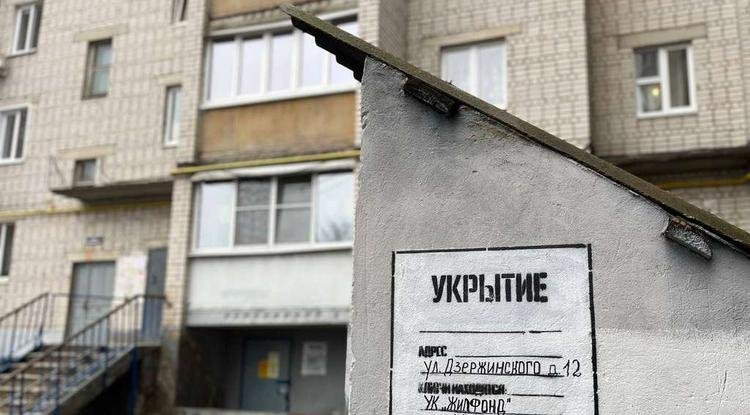 УКРЫТИЕ
АДРЕС
ул. Дзержинского д. 12
КЛЮЧИ НАХОДЯТСЯ:
УК „ЖИЛФОНД"